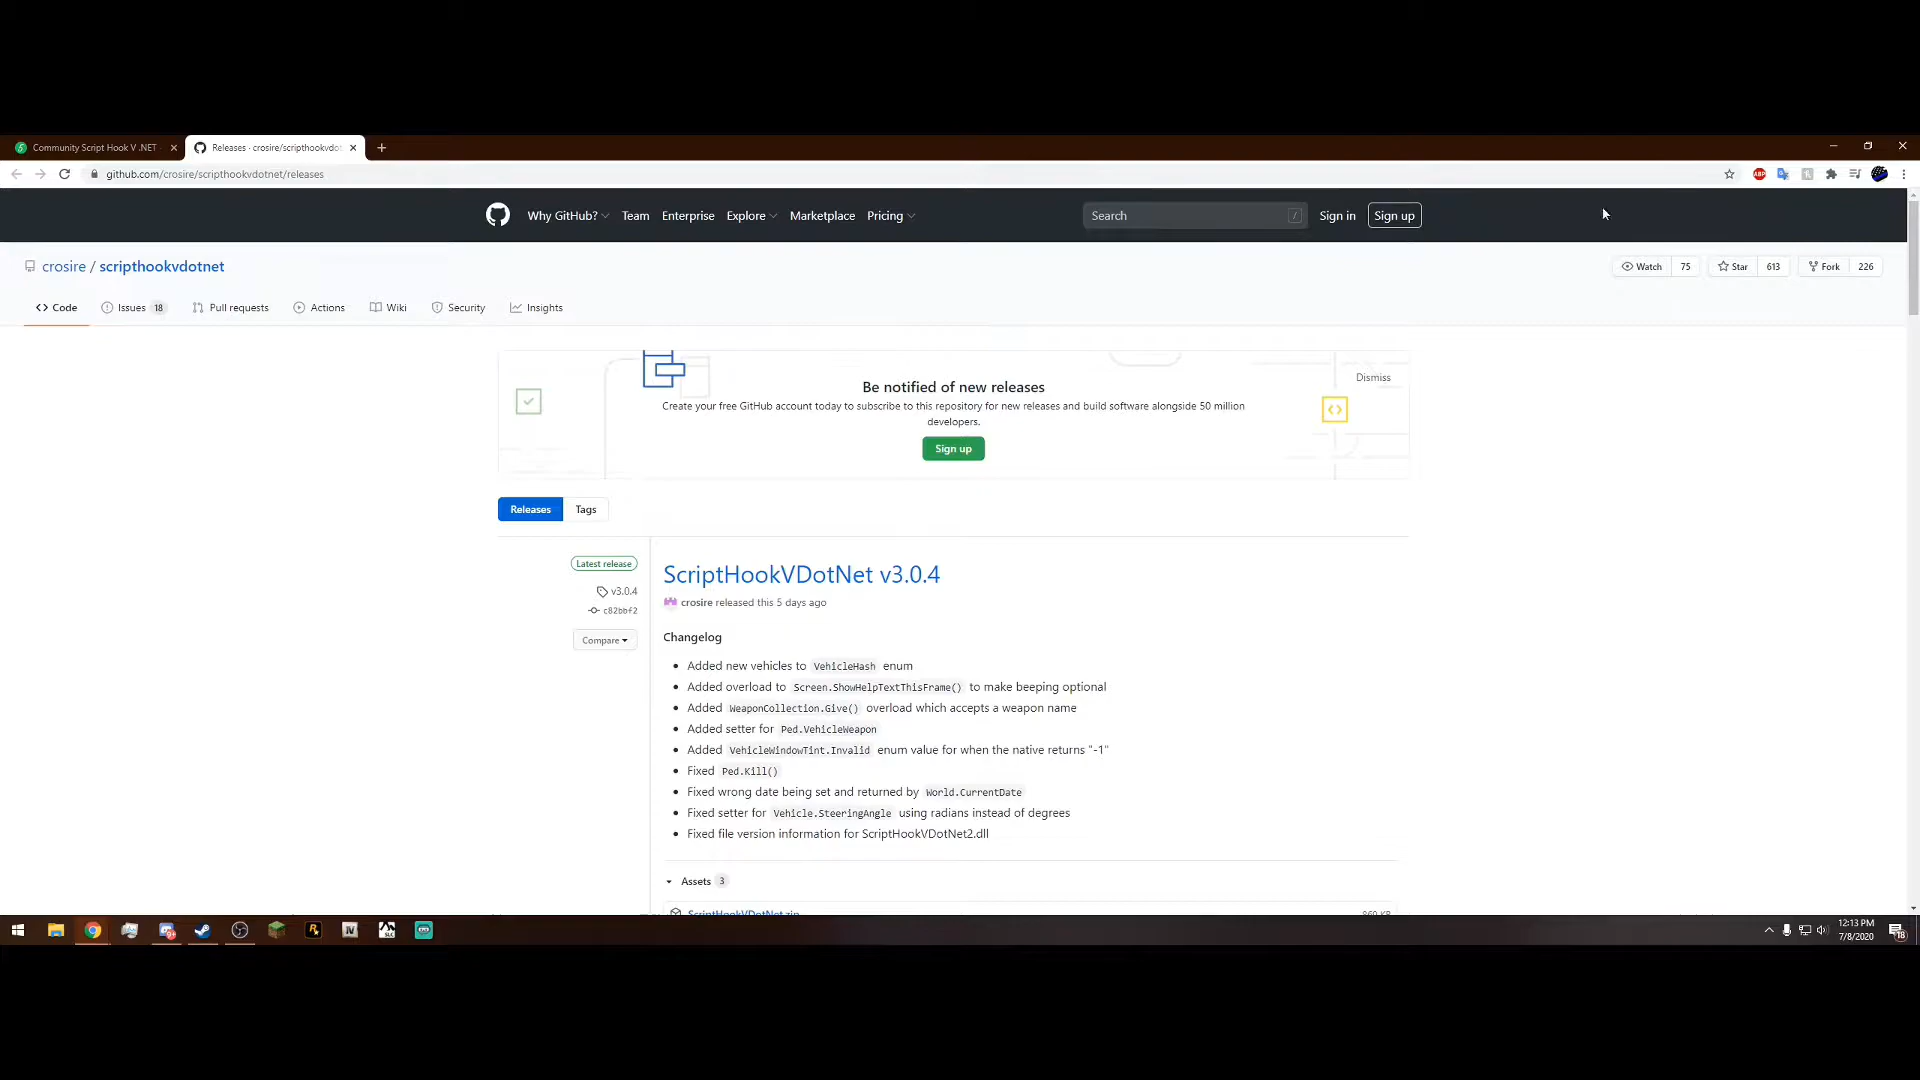 Community Script Hook V .NET
Releases · crosire/scripthookvdot
github.com/crosire/scripthookvdotnet/releases
Why GitHub? Team Enterprise Explore Marketplace Pricing
Search /
Sign in Sign up
crosire / scripthookvdotnet
Watch 75 Star 613 Fork 226
Code Issues 18 Pull requests Actions Wiki Security Insights
Be notified of new releases
Dismiss
Create your free GitHub account today to subscribe to this repository for new releases and build software alongside 50 million
developers.
Sign up
Releases Tags
Latest release
v3.0.4
c82bbf2
Compare
ScriptHookVDotNet v3.0.4
crosire released this 5 days ago
Changelog
• Added new vehicles to VehicleHash enum
• Added overload to Screen.ShowHelpTextThisFrame() to make beeping optional
• Added WeaponCollection.Give() overload which accepts a weapon name
• Added setter for Ped.VehicleWeapon
• Added VehicleWindowTint.Invalid enum value for when the native returns "-1"
• Fixed Ped.Kill()
• Fixed wrong date being set and returned by World.CurrentDate
• Fixed setter for Vehicle.SteeringAngle using radians instead of degrees
• Fixed file version information for ScriptHookVDotNet2.dll
Assets 3
ScriptHookVDotNet.zip 869 KB
12:13 PM
7/8/2020
18